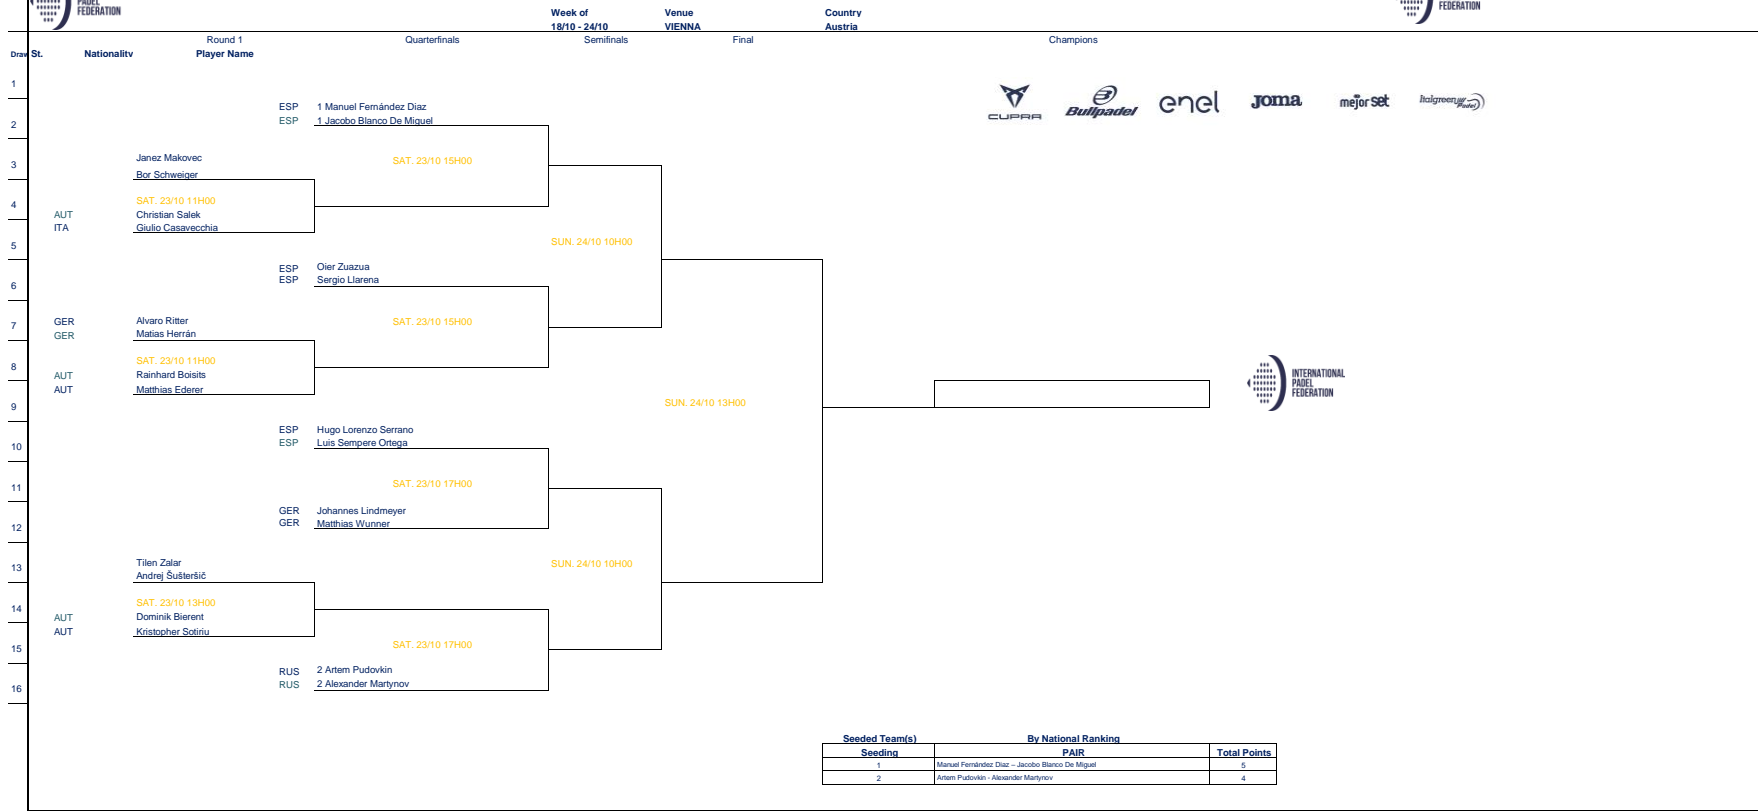 PADEL
FEDERATION
FEDERATION
Week of Venue Country
18/10 - 24/10 VIENNA Austria
Round 1 Quarterfinals Semifinals Final Champions
Draw St. Nationality Player Name
1
ESP 1 Manuel Fernández Diaz
CUPRA Bullpadel enel Joma mejor set Italgreen Padel
2 ESP 1 Jacobo Blanco De Miguel
3 Janez Makovec SAT. 23/10 15H00
Bor Schweiger
4 SAT. 23/10 11H00
AUT Christian Salek
ITA Giulio Casavecchia
5 SUN. 24/10 10H00
ESP Oier Zuazua
6 ESP Sergio Llarena
7 GER Alvaro Ritter SAT. 23/10 15H00
GER Matias Herrán
8 SAT. 23/10 11H00
AUT Rainhard Boisits
AUT Matthias Ederer
INTERNATIONAL
PADEL
FEDERATION
9 SUN. 24/10 13H00
ESP Hugo Lorenzo Serrano
10 ESP Luis Sempere Ortega
11 SAT. 23/10 17H00
GER Johannes Lindmeyer
12 GER Matthias Wunner
13 Tilen Zalar SUN. 24/10 10H00
Andrej Šušteršič
14 SAT. 23/10 13H00
AUT Dominik Bierent
AUT Kristopher Sotiriu
15 SAT. 23/10 17H00
RUS 2 Artem Pudovkin
16 RUS 2 Alexander Martynov
Seeded Team(s) By National Ranking
Seeding PAIR Total Points
1 Manuel Fernández Diaz – Jacobo Blanco De Miguel 5
2 Artem Pudovkin - Alexander Martynov 4